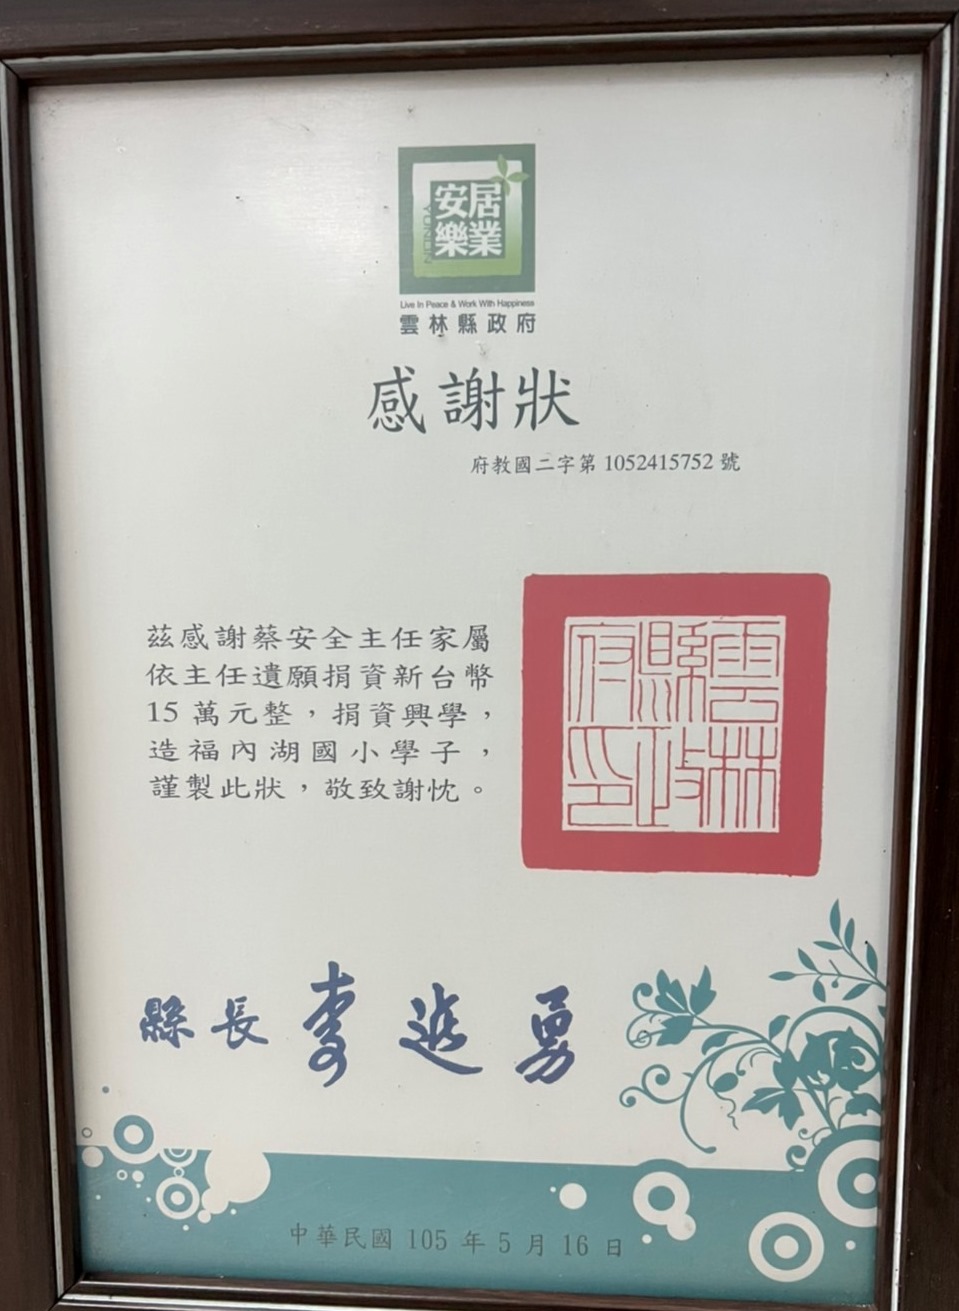 安居
樂業
YUNLIN
Live In Peace & Work With Happiness
雲林縣政府
感謝狀
府教國二字第 1052415752 號
茲感謝蔡安全主任家屬
依主任遺願捐資新台幣
15 萬元整，捐資興學，
造福內湖國小學子，
謹製此狀，敬致謝忱。
雲林
縣政
府印
縣長 李進勇
中華民國 105 年 5 月 16 日